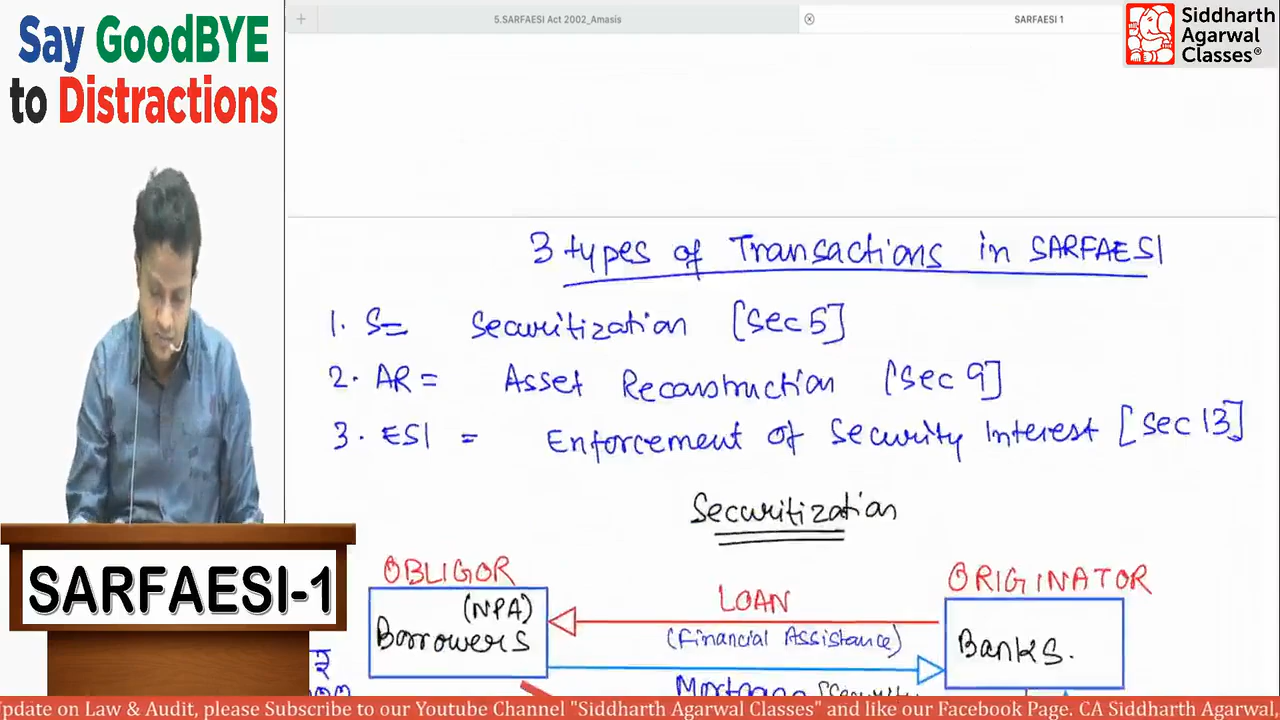 5.SARFAESI Act 2002_Amasis
SARFAESI 1
Siddharth
Agarwal
Classes®
Say GoodBYE
to Distractions
3 types of Transactions in SARFAESI
1. S= Securitization [Sec 5]
2. AR= Asset Reconstruction [Sec 9]
3. ESI = Enforcement of Security Interest [Sec 13]
Securitization
OBLIGOR
ORIGINATOR
(NPA)
Borrowers
LOAN
(Financial Assistance)
Banks.
SARFAESI-1
Update on Law & Audit, please Subscribe to our Youtube Channel "Siddharth Agarwal Classes" and like our Facebook Page. CA Siddharth Agarwal.